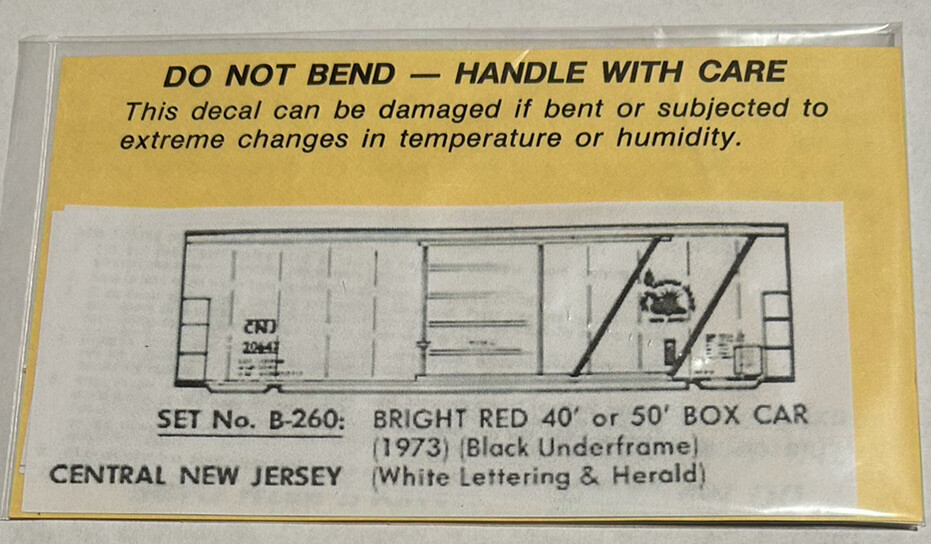 DO NOT BEND — HANDLE WITH CARE
This decal can be damaged if bent or subjected to
extreme changes in temperature or humidity.
CNJ
SET No. B-260: BRIGHT RED 40' or 50' BOX CAR
(1973) (Black Underframe)
CENTRAL NEW JERSEY (White Lettering & Herald)